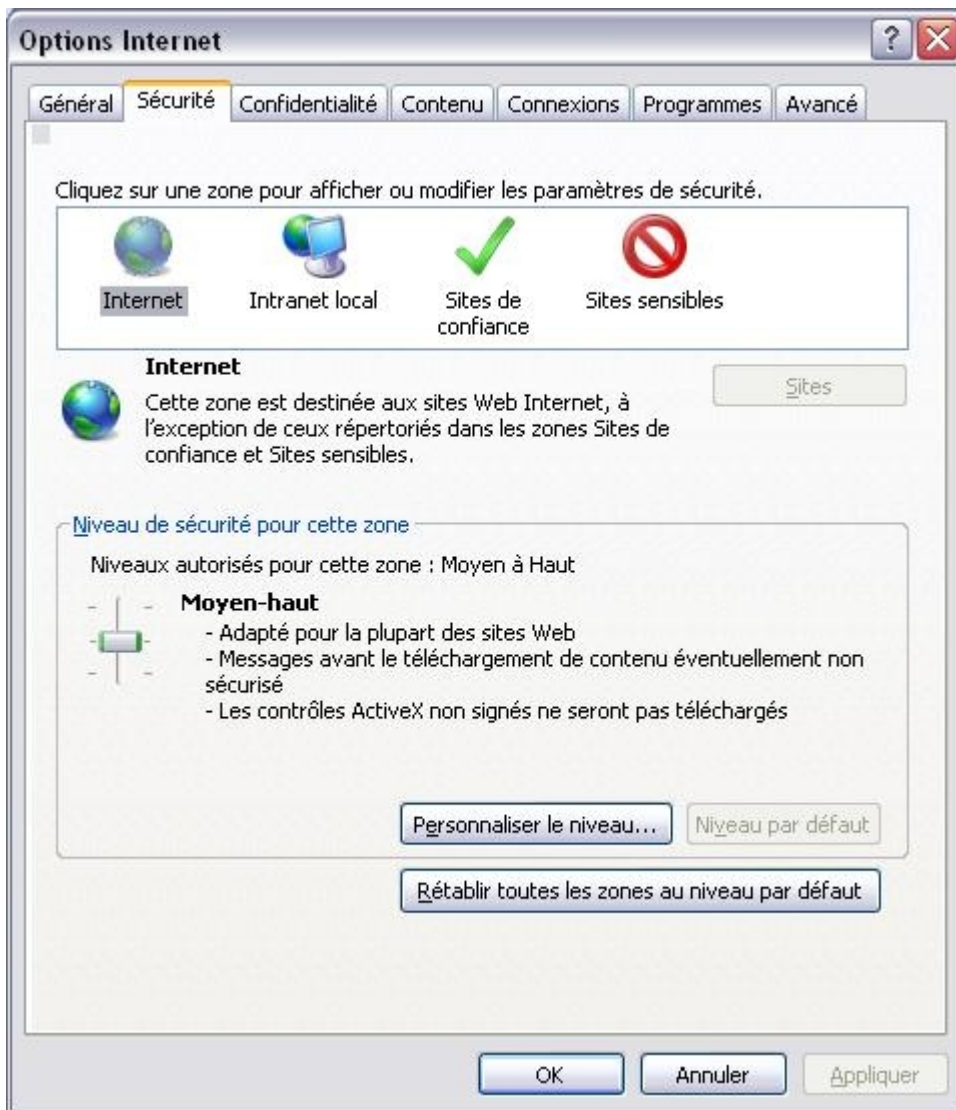 Options Internet
Général Sécurité Confidentialité Contenu Connexions Programmes Avancé
Cliquez sur une zone pour afficher ou modifier les paramètres de sécurité.
Internet Intranet local Sites de confiance Sites sensibles
Internet
Sites
Cette zone est destinée aux sites Web Internet, à
l'exception de ceux répertoriés dans les zones Sites de
confiance et Sites sensibles.
Niveau de sécurité pour cette zone
Niveaux autorisés pour cette zone : Moyen à Haut
Moyen-haut
- Adapté pour la plupart des sites Web
- Messages avant le téléchargement de contenu éventuellement non
sécurisé
- Les contrôles ActiveX non signés ne seront pas téléchargés
Personnaliser le niveau... Niveau par défaut
Rétablir toutes les zones au niveau par défaut
OK Annuler Appliquer